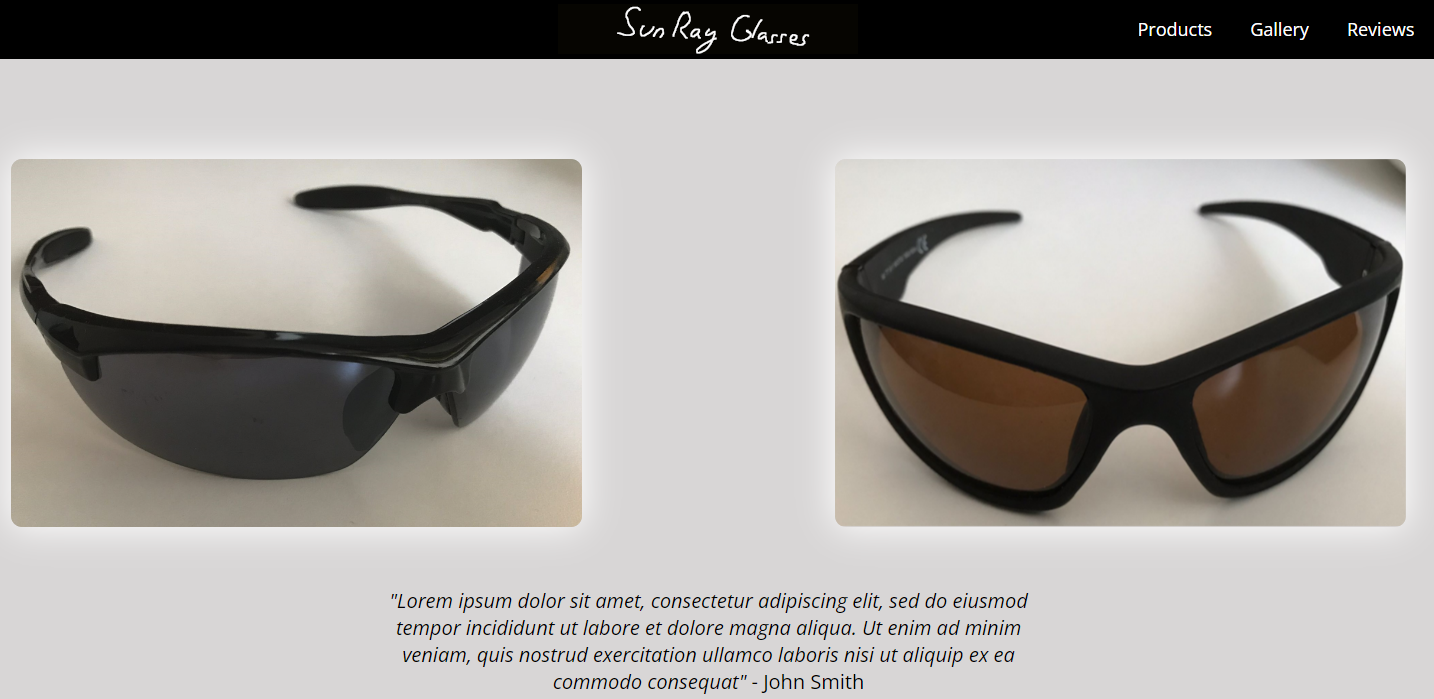 Sun Ray Glasses
Products Gallery Reviews
"Lorem ipsum dolor sit amet, consectetur adipiscing elit, sed do eiusmod
tempor incididunt ut labore et dolore magna aliqua. Ut enim ad minim
veniam, quis nostrud exercitation ullamco laboris nisi ut aliquip ex ea
commodo consequat" - John Smith